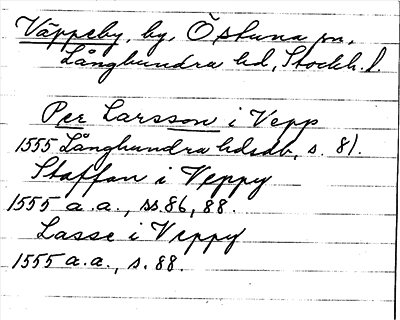 Väppeby, by, Östuna sn,
Långhundra hd, Stockh. l.
Per Larsson i Vepp
1555 Långhundra hdsdb, s. 81.
Staffan i Veppy
1555 a.a., ss. 86, 88.
Lasse i Veppy
1555 a.a., s. 88.